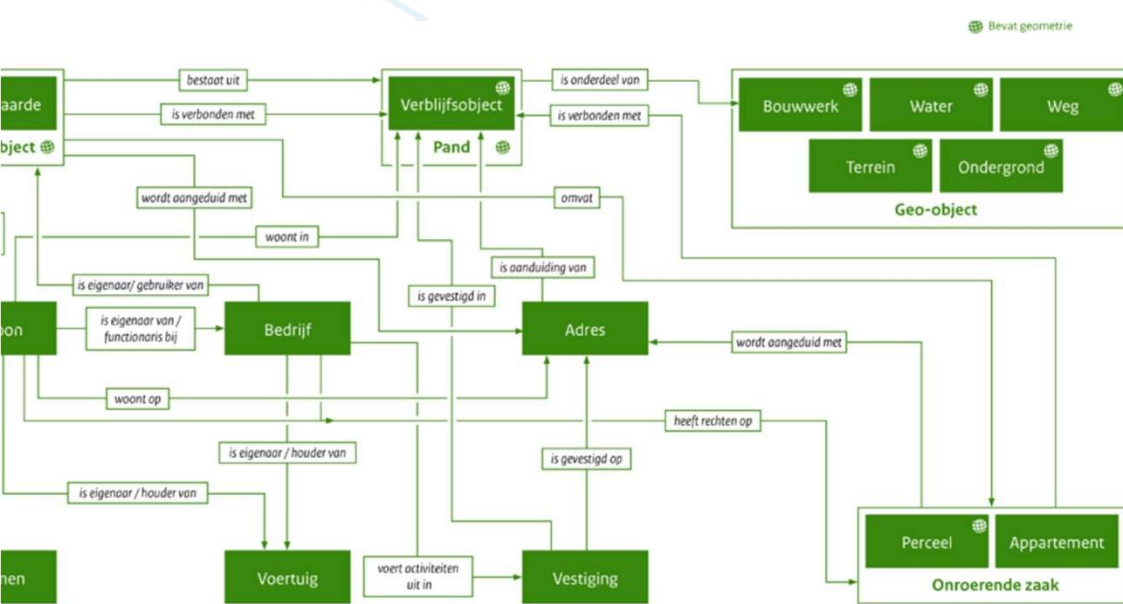 Bevat geometrie
bestaat uit
is onderdeel van
aarde
Verblijfsobject
Bouwwerk
Water
Weg
is verbonden met
is verbonden met
bject
Pand
Terrein
Ondergrond
wordt aangeduid met
omvat
Geo-object
woont in
is aanduiding van
is eigenaar/ gebruiker van
is gevestigd in
is eigenaar van /
functionaris bij
oon
Bedrijf
Adres
wordt aangeduid met
woont op
heeft rechten op
is eigenaar / houder van
is gevestigd op
is eigenaar / houder van
Perceel
Appartement
nen
Voertuig
voert activiteiten
uit in
Vestiging
Onroerende zaak